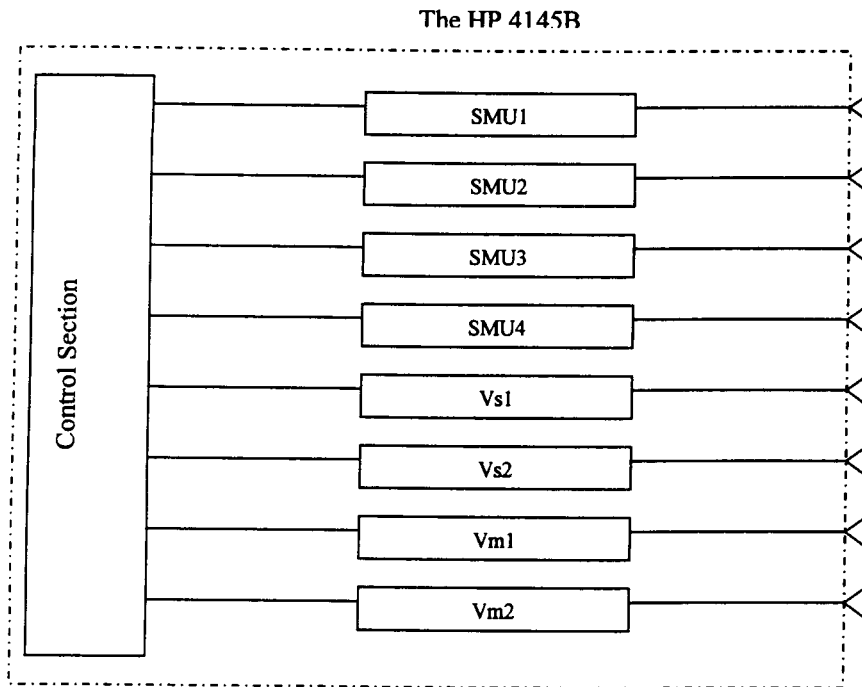 The HP 4145B
SMU1
SMU2
SMU3
SMU4
Control Section
Vs1
Vs2
Vm1
Vm2